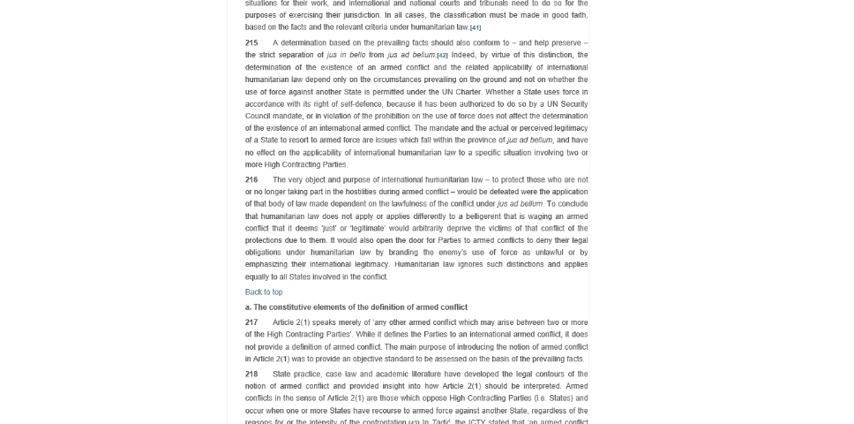 situations for their work, and international and national courts and tribunals need to do so for the
purposes of exercising their jurisdiction. In all cases, the classification must be made in good faith,
based on the facts and the relevant criteria under humanitarian law.[41]
215 A determination based on the prevailing facts should also conform to – and help preserve –
the strict separation of jus in bello from jus ad bellum.[42] Indeed, by virtue of this distinction, the
determination of the existence of an armed conflict and the related applicability of international
humanitarian law depend only on the circumstances prevailing on the ground and not on whether the
use of force against another State is permitted under the UN Charter. Whether a State uses force in
accordance with its right of self-defence, because it has been authorized to do so by a UN Security
Council mandate, or in violation of the prohibition on the use of force does not affect the determination
of the existence of an international armed conflict. The mandate and the actual or perceived legitimacy
of a State to resort to armed force are issues which fall within the province of jus ad bellum, and have
no effect on the applicability of international humanitarian law to a specific situation involving two or
more High Contracting Parties.
216 The very object and purpose of international humanitarian law – to protect those who are not
or no longer taking part in the hostilities during armed conflict – would be defeated were the application
of that body of law made dependent on the lawfulness of the conflict under jus ad bellum. To conclude
that humanitarian law does not apply or applies differently to a belligerent that is waging an armed
conflict that it deems 'just' or 'legitimate' would arbitrarily deprive the victims of that conflict of the
protections due to them. It would also open the door for Parties to armed conflicts to deny their legal
obligations under humanitarian law by branding the enemy's use of force as unlawful or by
emphasizing their international legitimacy. Humanitarian law ignores such distinctions and applies
equally to all States involved in the conflict.
Back to top
a. The constitutive elements of the definition of armed conflict
217 Article 2(1) speaks merely of 'any other armed conflict which may arise between two or more
of the High Contracting Parties'. While it defines the Parties to an international armed conflict, it does
not provide a definition of armed conflict. The main purpose of introducing the notion of armed conflict
in Article 2(1) was to provide an objective standard to be assessed on the basis of the prevailing facts.
218 State practice, case law and academic literature have developed the legal contours of the
notion of armed conflict and provided insight into how Article 2(1) should be interpreted. Armed
conflicts in the sense of Article 2(1) are those which oppose High Contracting Parties (i.e. States) and
occur when one or more States have recourse to armed force against another State, regardless of the
reasons for or the intensity of the confrontation.[43] In Tadić, the ICTY stated that 'an armed conflict